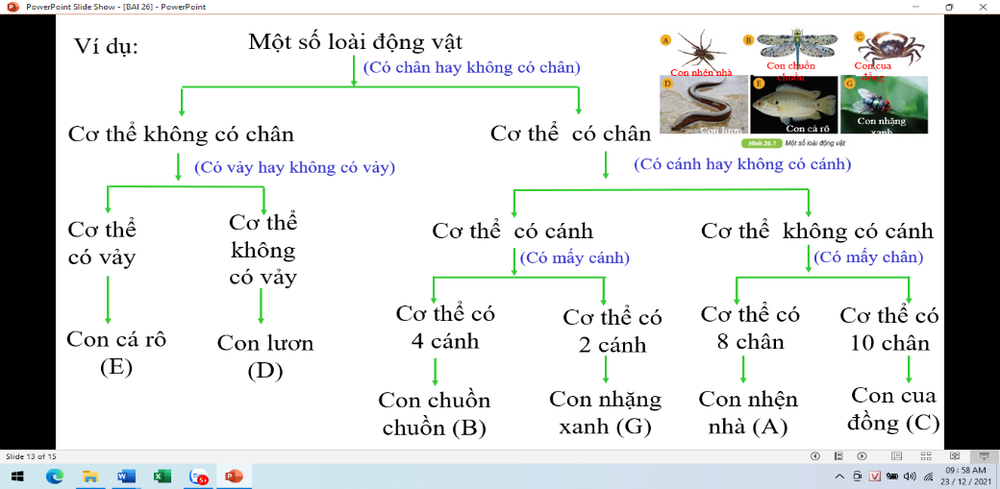 PowerPoint Slide Show - [BAI 26] - PowerPoint
Ví dụ:
Một số loài động vật
(Có chân hay không có chân)
A
B
C
Con nhện nhà
Con chuồn
chuồn
Con cua
đồng
D
E
G
Con lươn
Con cá rô
Con nhặng
xanh
Hình 26.1 Một số loài động vật
Cơ thể không có chân
Cơ thể có chân
(Có vảy hay không có vảy)
(Có cánh hay không có cánh)
Cơ thể
có vảy
Cơ thể
không
có vảy
Cơ thể có cánh
Cơ thể không có cánh
(Có mấy cánh)
(Có mấy chân)
Cơ thể có
4 cánh
Cơ thể có
2 cánh
Cơ thể có
8 chân
Cơ thể có
10 chân
Con cá rô
(E)
Con lươn
(D)
Con chuồn
chuồn (B)
Con nhặng
xanh (G)
Con nhện
nhà (A)
Con cua
đồng (C)
Slide 13 of 15
5+
09:58 AM
23/12/2021